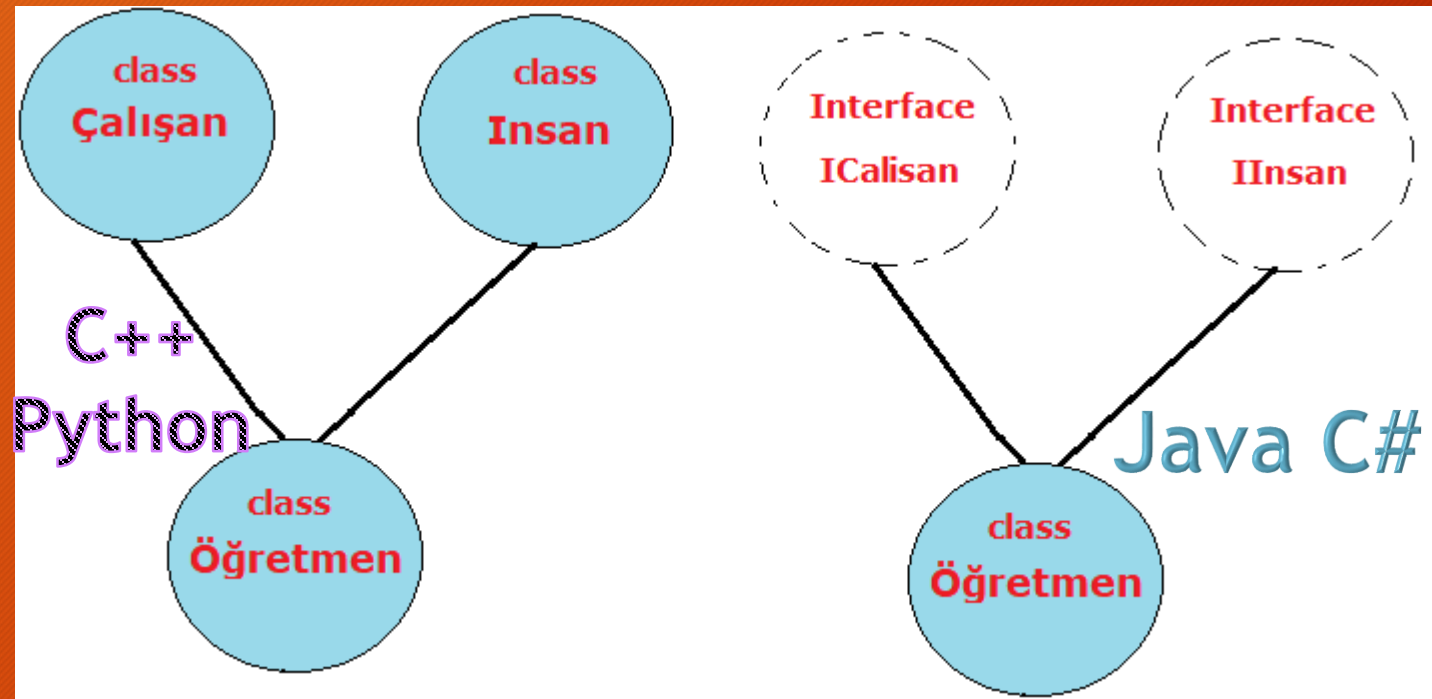 class
Çalışan
class
Insan
C++
Python
class
Öğretmen
Interface
ICalisan
Interface
IInsan
Java C#
class
Öğretmen